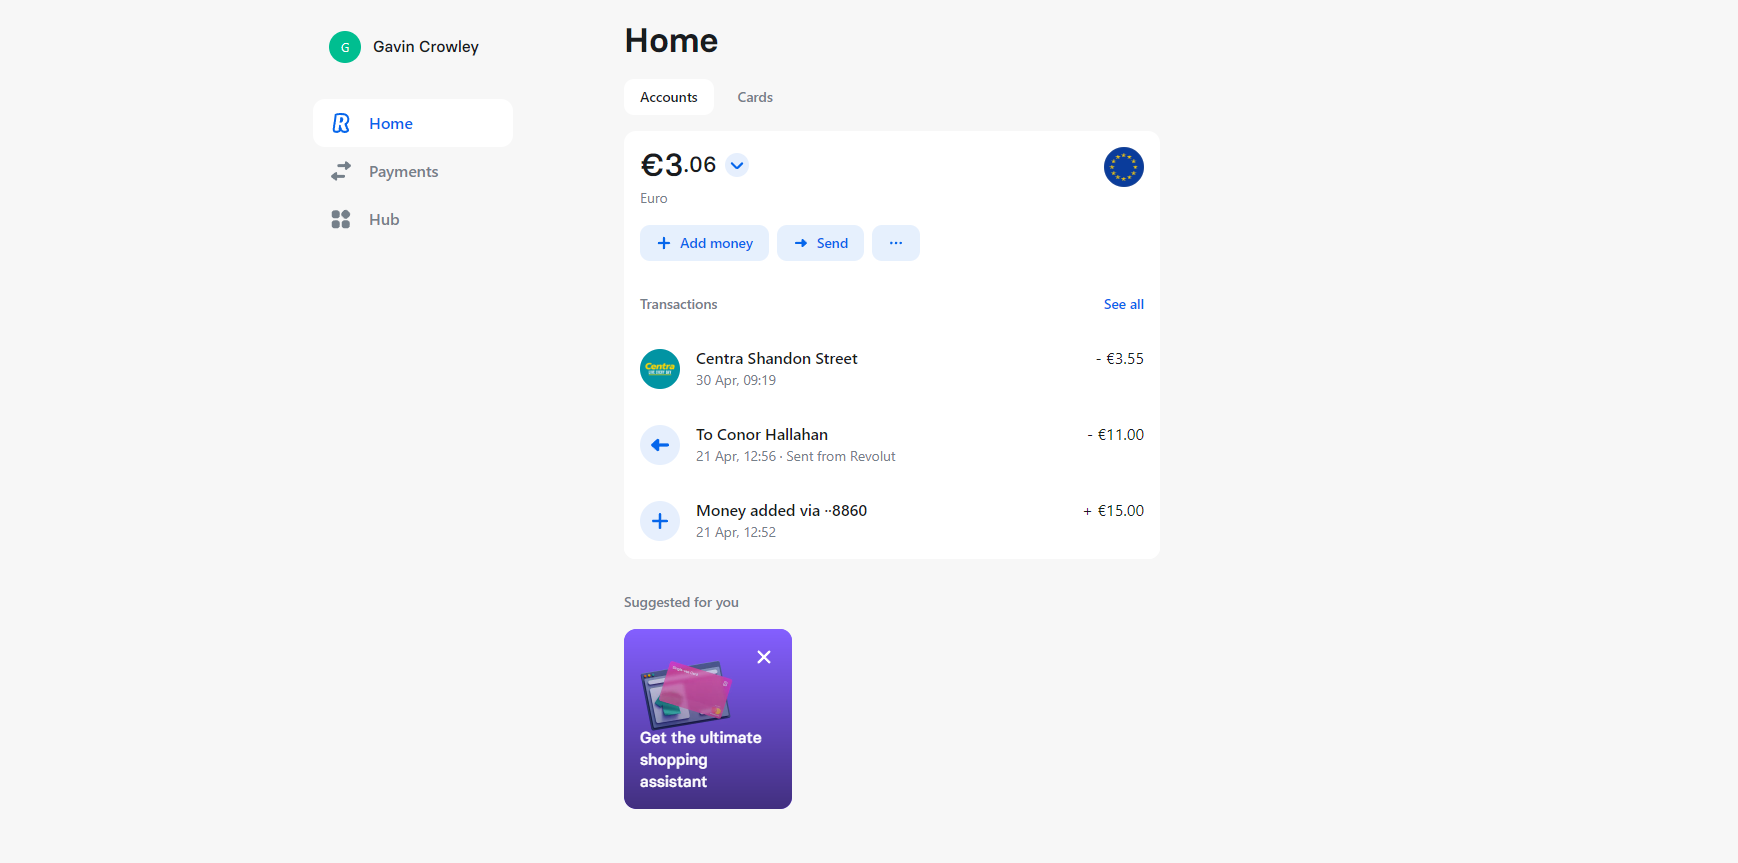 G
Gavin Crowley
Home
Payments
Hub
Home
Accounts
Cards
€3.06
Euro
Add money
Send
Transactions
See all
Centra
Centra Shandon Street
- €3.55
30 Apr, 09:19
To Conor Hallahan
- €11.00
21 Apr, 12:56 · Sent from Revolut
Money added via ··8860
+ €15.00
21 Apr, 12:52
Suggested for you
Get the ultimate
shopping
assistant